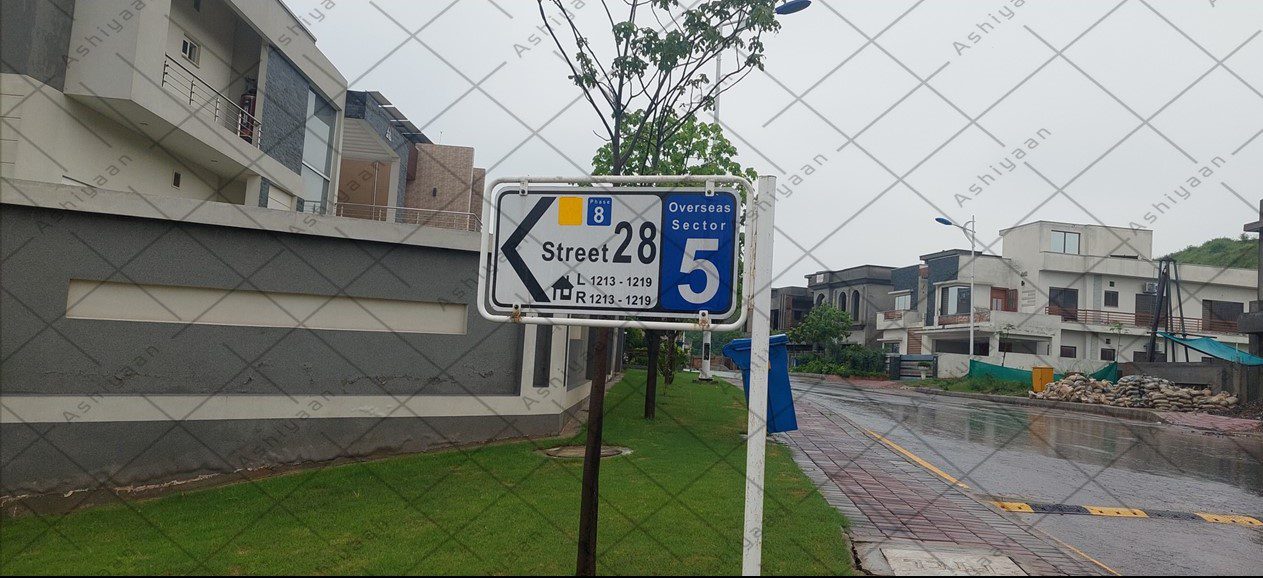 Phase
8
Street 28
L 1213 - 1219
R 1213 - 1219
Overseas
Sector
5
Ashiyaan